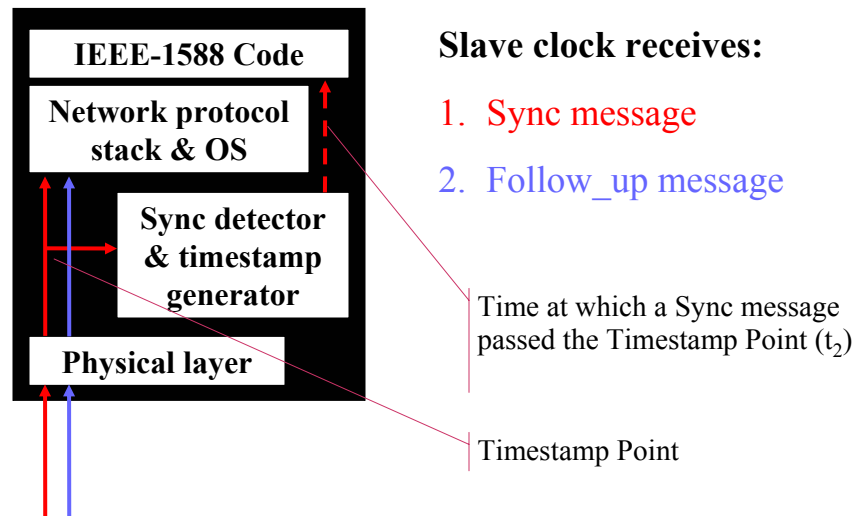 IEEE-1588 Code
Network protocol
stack & OS
Sync detector
& timestamp
generator
Physical layer
Slave clock receives:
1. Sync message
2. Follow_up message
Time at which a Sync message
passed the Timestamp Point (t₂)
Timestamp Point